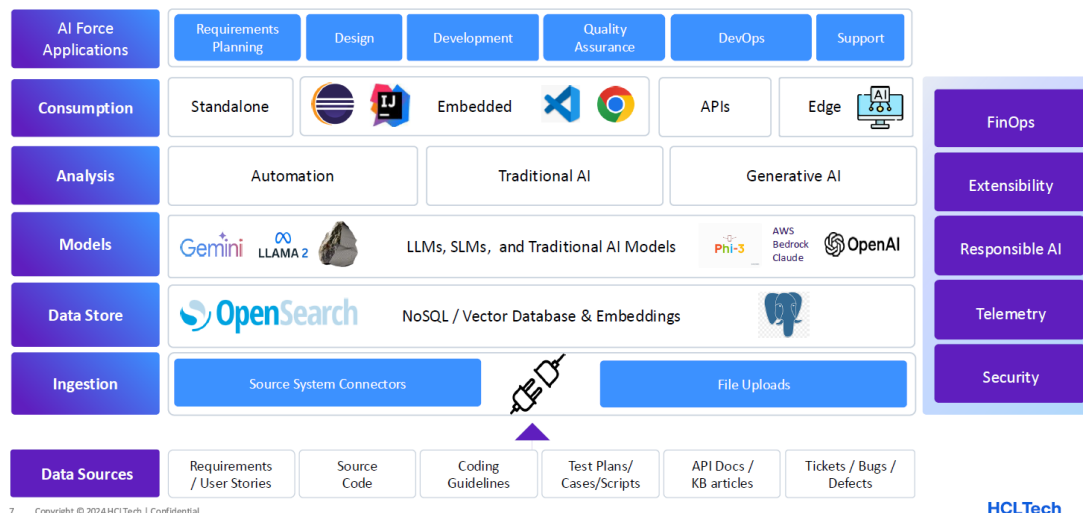 AI Force
Applications
Requirements
Planning
Design
Development
Quality
Assurance
DevOps
Support
Consumption
Standalone
IJ
Embedded
APIs
Edge
AI
Analysis
Automation
Traditional AI
Generative AI
Models
Gemini
LLAMA 2
LLMs, SLMs, and Traditional AI Models
Phi-3
AWS
Bedrock
Claude
OpenAI
Data Store
OpenSearch
NoSQL / Vector Database & Embeddings
Ingestion
Source System Connectors
File Uploads
FinOps
Extensibility
Responsible AI
Telemetry
Security
Data Sources
Requirements
/ User Stories
Source
Code
Coding
Guidelines
Test Plans/
Cases/Scripts
API Docs /
KB articles
Tickets / Bugs /
Defects
7 Copyright © 2024 HCLTech | Confidential
HCLTech